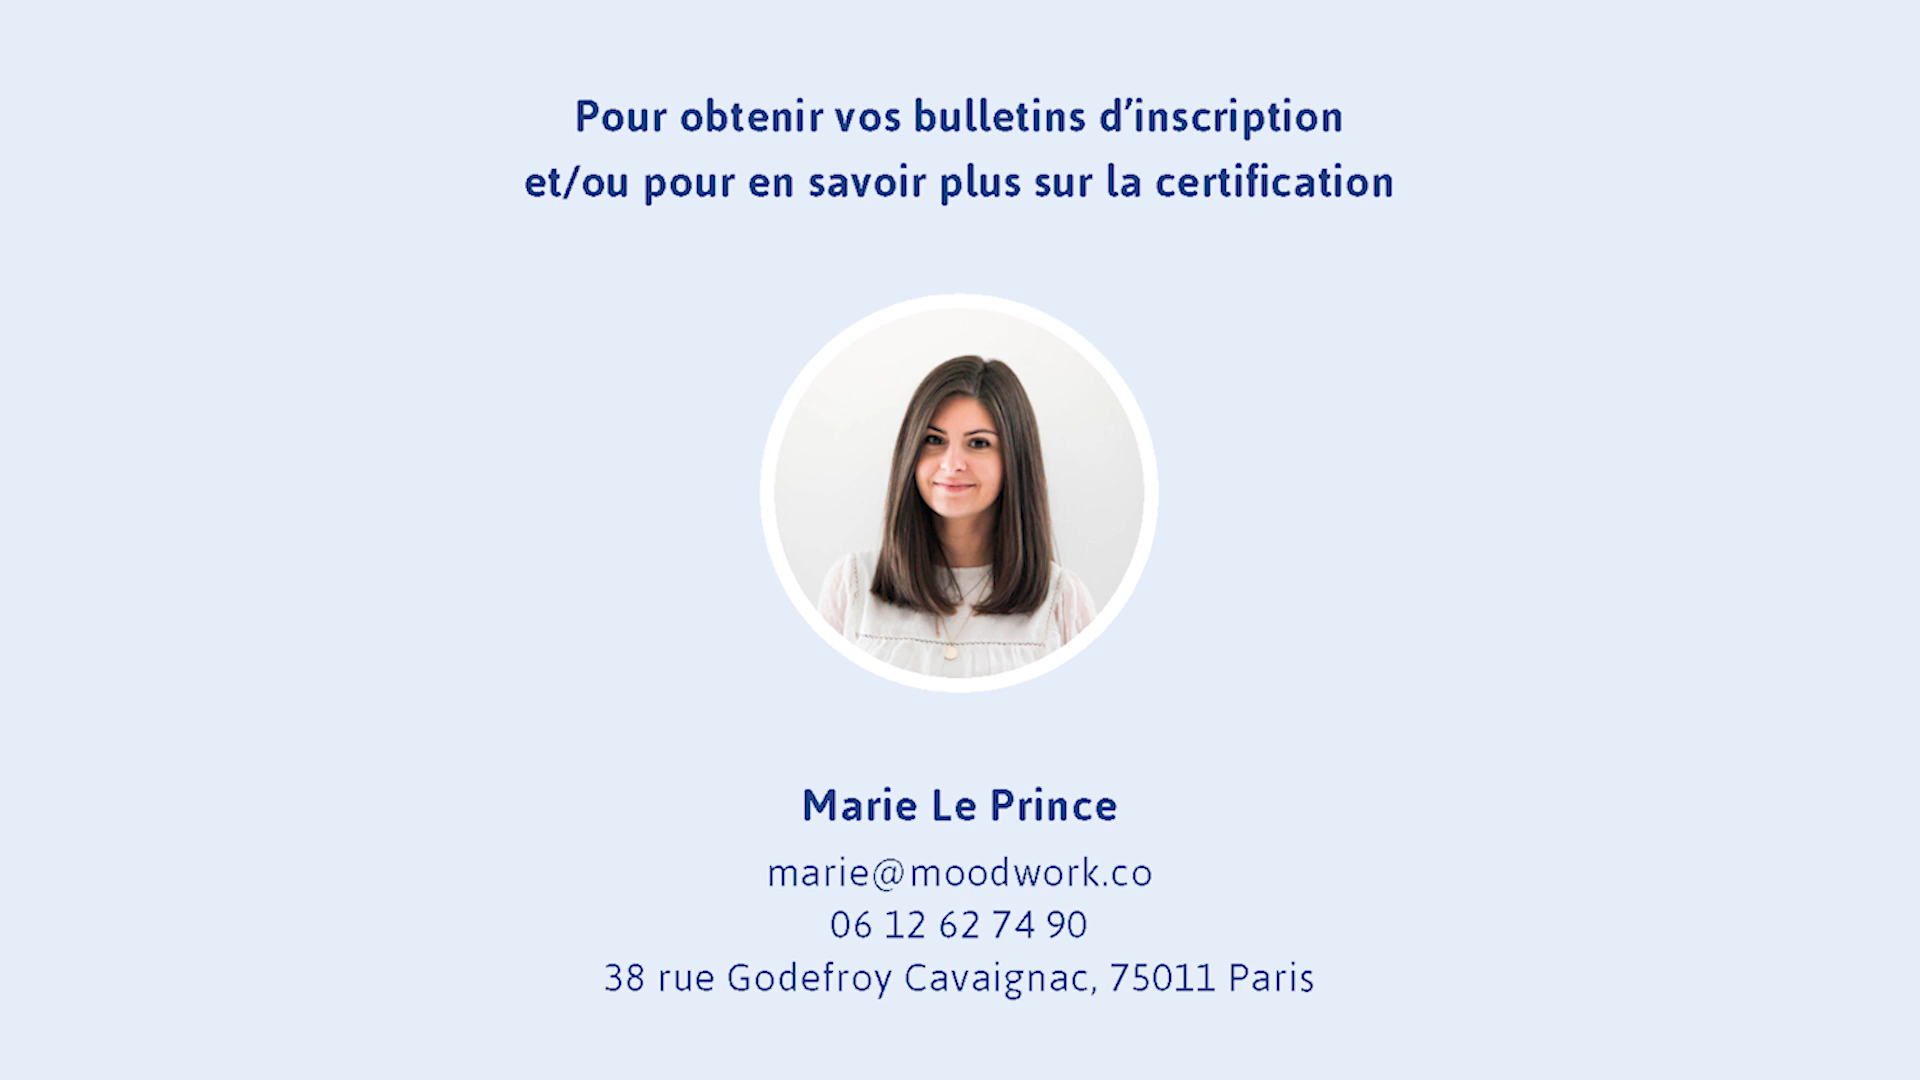 Pour obtenir vos bulletins d’inscription
et/ou pour en savoir plus sur la certification
Marie Le Prince
marie@moodwork.co
06 12 62 74 90
38 rue Godefroy Cavaignac, 75011 Paris